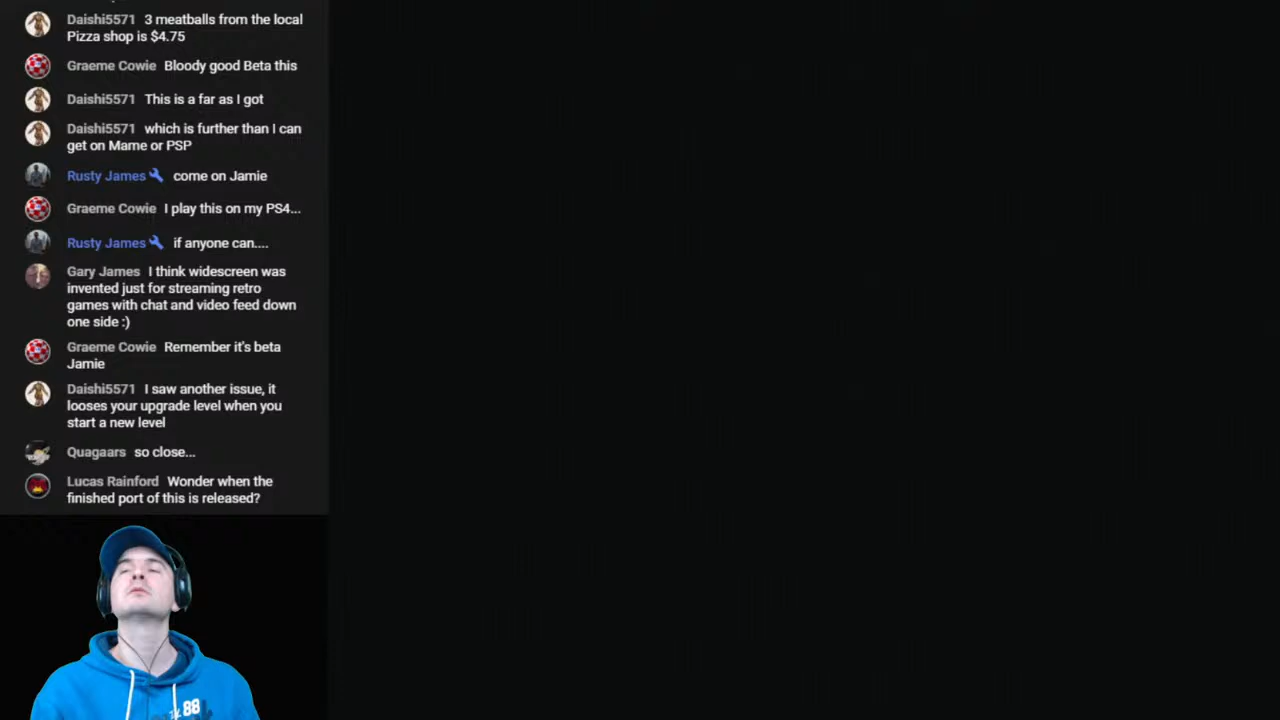 Daishi5571 3 meatballs from the local
Pizza shop is $4.75
Graeme Cowie Bloody good Beta this
Daishi5571 This is a far as I got
Daishi5571 which is further than I can
get on Mame or PSP
Rusty James come on Jamie
Graeme Cowie I play this on my PS4...
Rusty James if anyone can....
Gary James I think widescreen was
invented just for streaming retro
games with chat and video feed down
one side :)
Graeme Cowie Remember it's beta
Jamie
Daishi5571 I saw another issue, it
looses your upgrade level when you
start a new level
Quagaars so close...
Lucas Rainford Wonder when the
finished port of this is released?
88